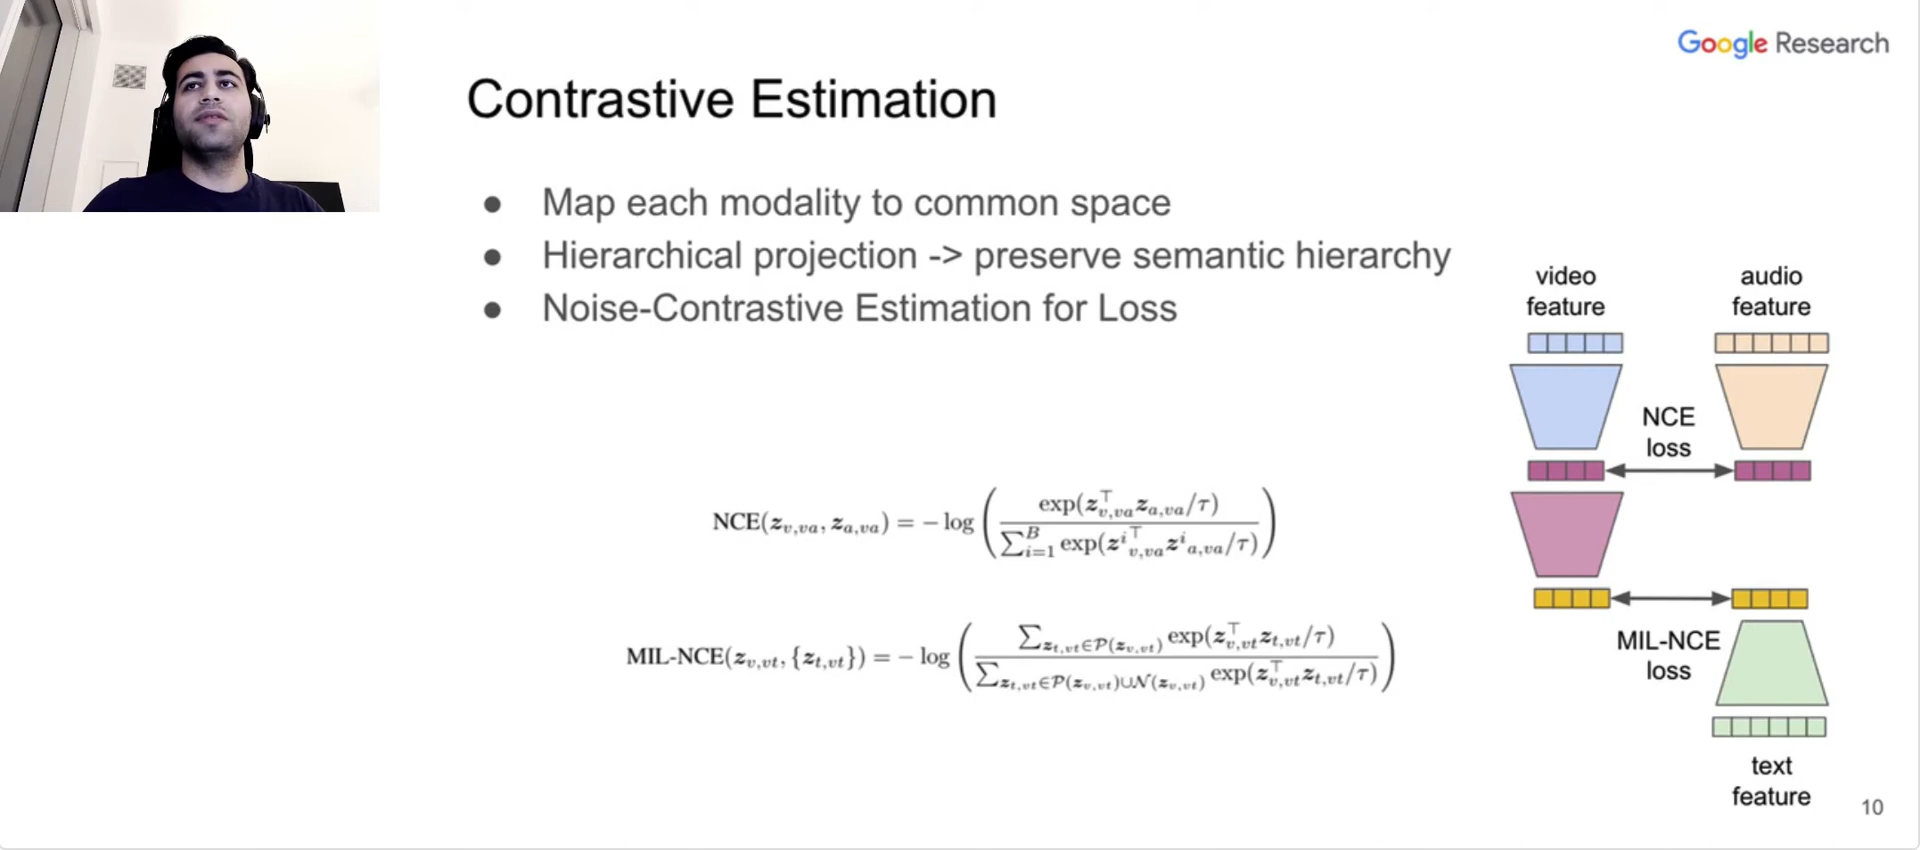 Google Research
Contrastive Estimation
● Map each modality to common space
● Hierarchical projection -> preserve semantic hierarchy
● Noise-Contrastive Estimation for Loss
video feature
audio feature
NCE loss
NCE(z_{v,va}, z_{a,va}) = − log ( exp(z_{v,va}^⊤ z_{a,va}/τ) / ∑_{i=1}^{B} exp(z^i_{v,va}^⊤ z^i_{a,va}/τ) )
MIL-NCE(z_{v,vt}, {z_{t,vt}}) = − log ( ∑_{z_{t,vt}∈𝒫(z_{v,vt})} exp(z_{v,vt}^⊤ z_{t,vt}/τ) / ∑_{z_{t,vt}∈𝒫(z_{v,vt})∪𝒩(z_{v,vt})} exp(z_{v,vt}^⊤ z_{t,vt}/τ) )
MIL-NCE loss
text feature
10